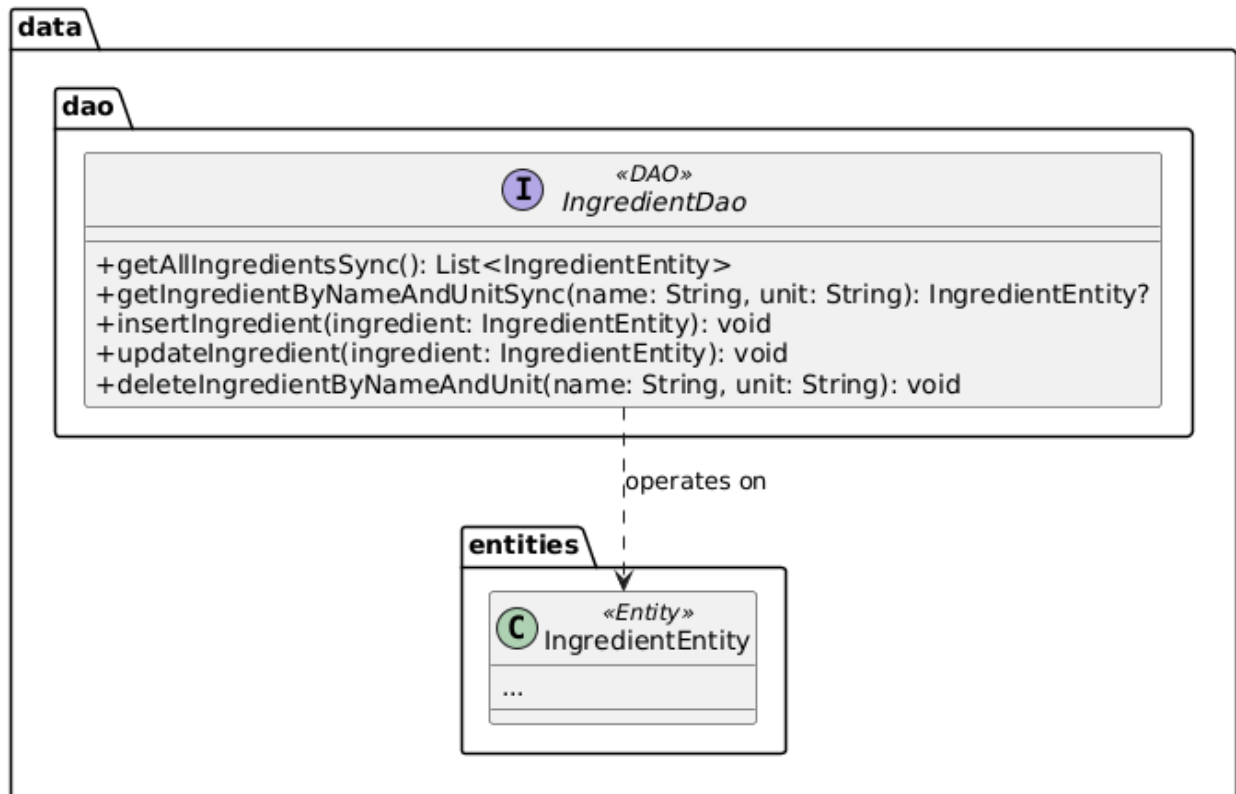 data
dao
«DAO»
I
IngredientDao
+getAllIngredientsSync(): List<IngredientEntity>
+getIngredientByNameAndUnitSync(name: String, unit: String): IngredientEntity?
+insertIngredient(ingredient: IngredientEntity): void
+updateIngredient(ingredient: IngredientEntity): void
+deleteIngredientByNameAndUnit(name: String, unit: String): void
operates on
entities
«Entity»
C
IngredientEntity
...